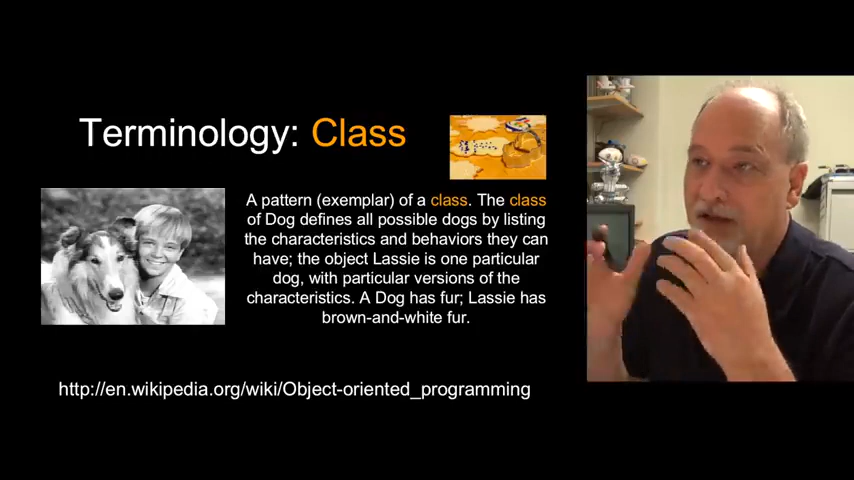 Terminology: Class
A pattern (exemplar) of a class. The class
of Dog defines all possible dogs by listing
the characteristics and behaviors they can
have; the object Lassie is one particular
dog, with particular versions of the
characteristics. A Dog has fur; Lassie has
brown-and-white fur.
http://en.wikipedia.org/wiki/Object-oriented_programming